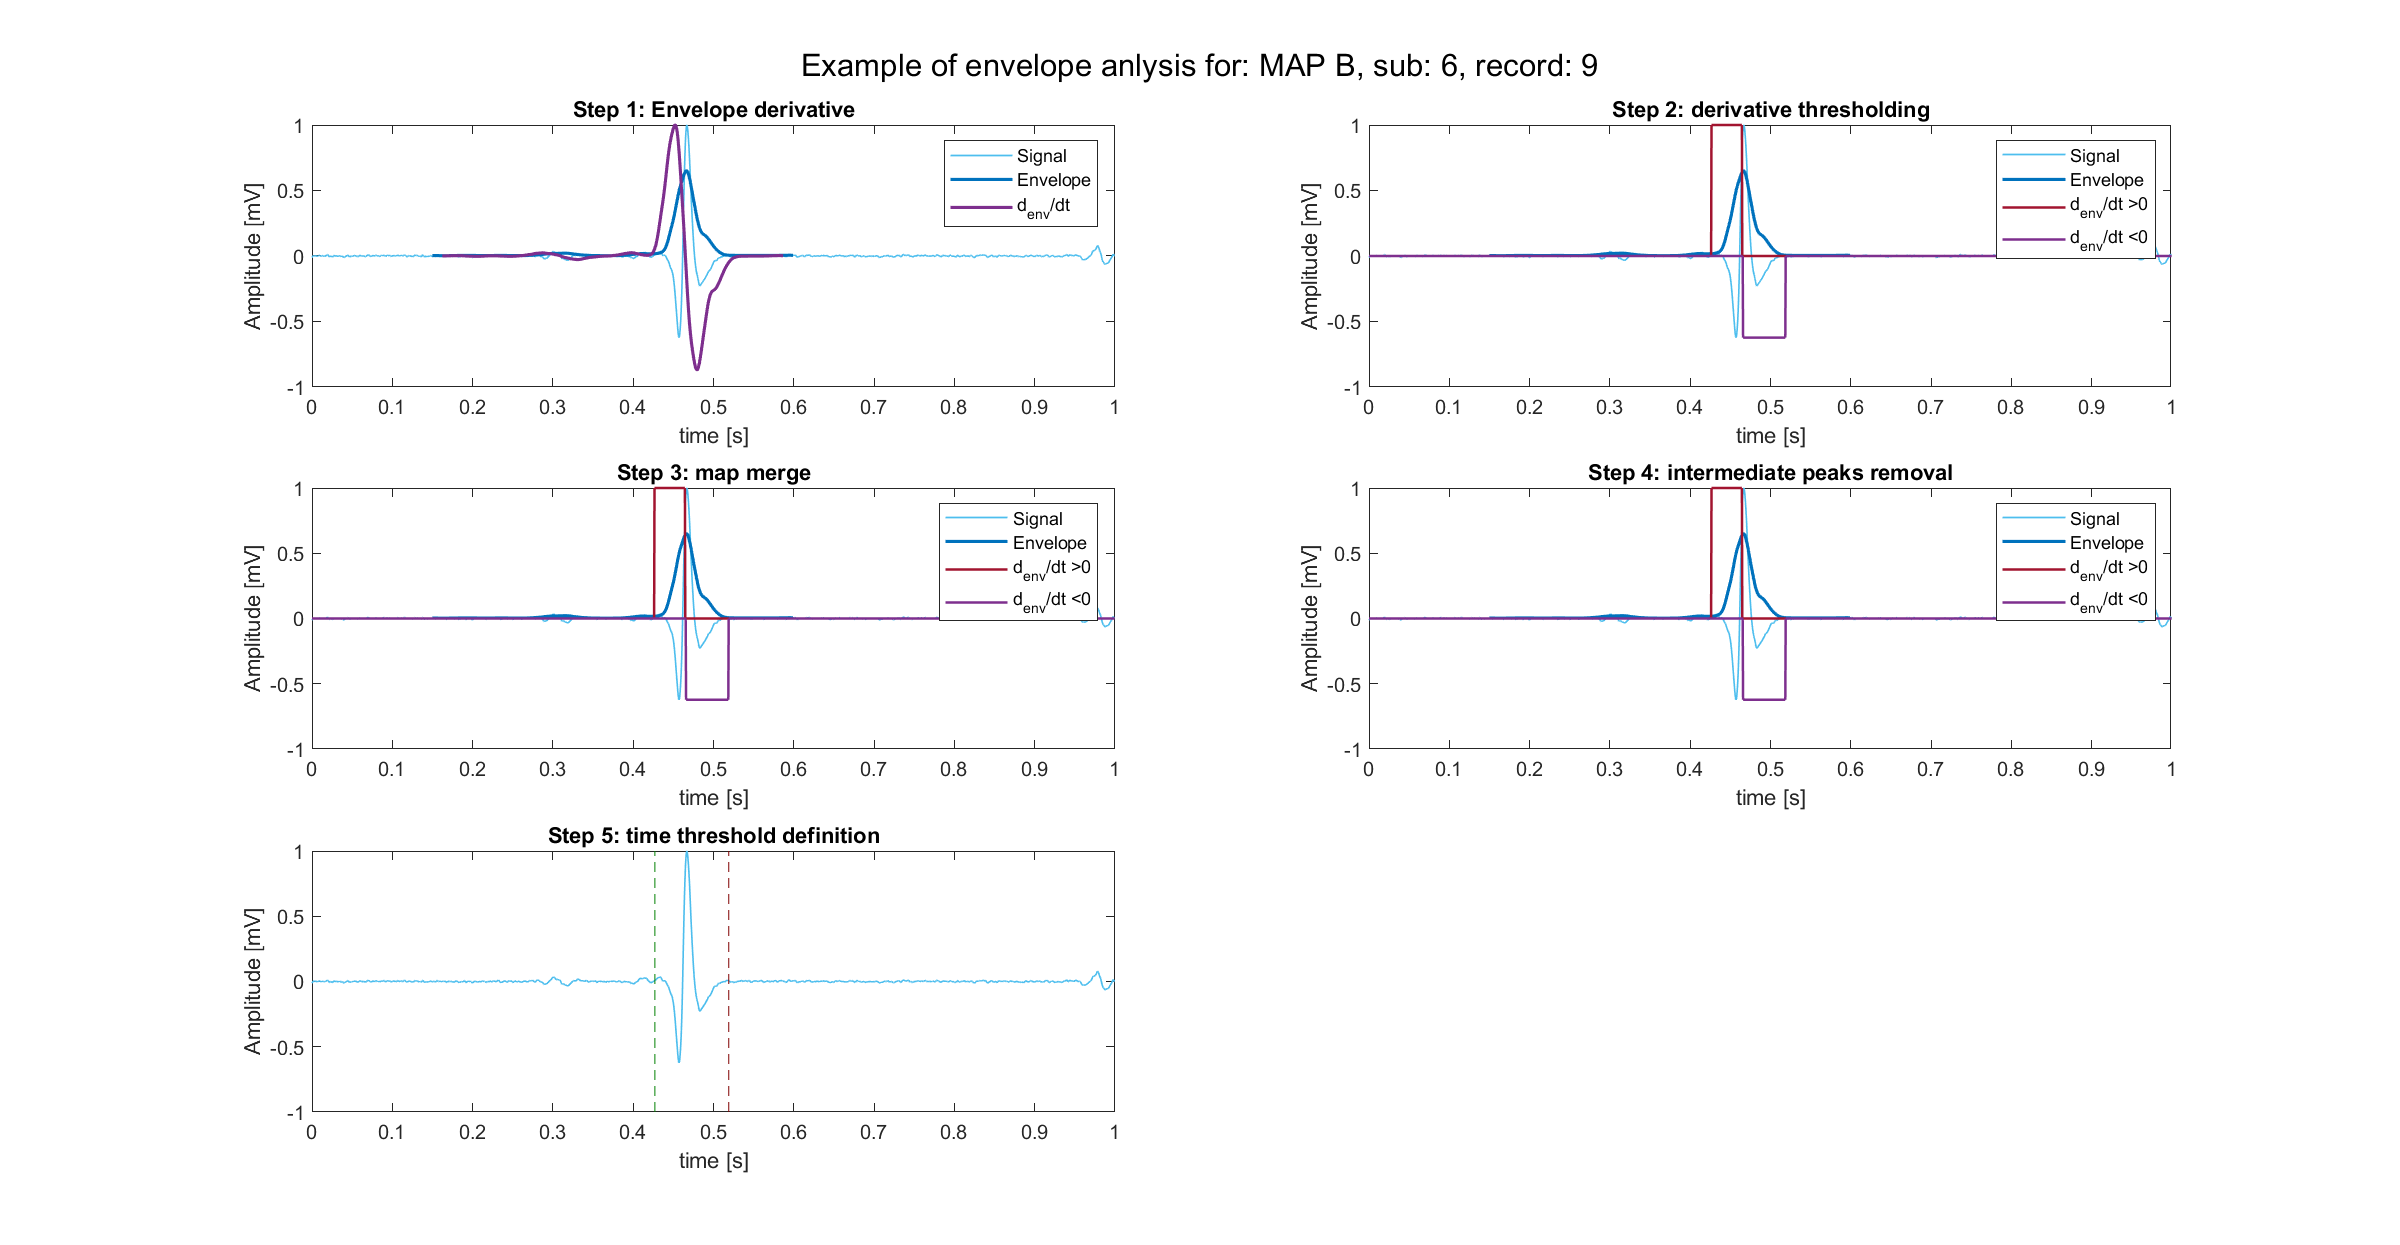 Example of envelope anlysis for: MAP B, sub: 6, record: 9
Step 1: Envelope derivative
1
0.5
0
-0.5
-1
Amplitude [mV]
0 0.1 0.2 0.3 0.4 0.5 0.6 0.7 0.8 0.9 1
time [s]
Signal
Envelope
d_env/dt
Step 2: derivative thresholding
1
0.5
0
-0.5
-1
Amplitude [mV]
0 0.1 0.2 0.3 0.4 0.5 0.6 0.7 0.8 0.9 1
time [s]
Signal
Envelope
d_env/dt >0
d_env/dt <0
Step 3: map merge
1
0.5
0
-0.5
-1
Amplitude [mV]
0 0.1 0.2 0.3 0.4 0.5 0.6 0.7 0.8 0.9 1
time [s]
Signal
Envelope
d_env/dt >0
d_env/dt <0
Step 4: intermediate peaks removal
1
0.5
0
-0.5
-1
Amplitude [mV]
0 0.1 0.2 0.3 0.4 0.5 0.6 0.7 0.8 0.9 1
time [s]
Signal
Envelope
d_env/dt >0
d_env/dt <0
Step 5: time threshold definition
1
0.5
0
-0.5
-1
Amplitude [mV]
0 0.1 0.2 0.3 0.4 0.5 0.6 0.7 0.8 0.9 1
time [s]